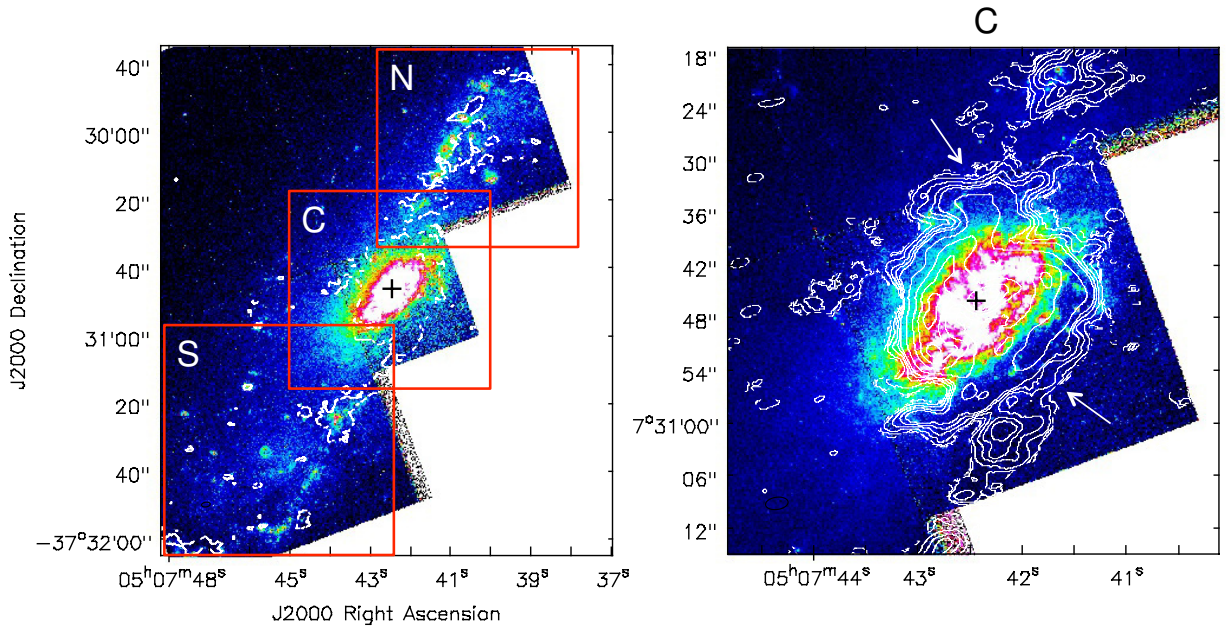 C
40"
30'00"
20"
40"
31'00"
20"
40"
−37°32'00"
J2000 Declination
N
C
S
05ʰ07ᵐ48ˢ
45ˢ
43ˢ
41ˢ
39ˢ
37ˢ
J2000 Right Ascension
18"
24"
30"
36"
42"
48"
54"
7°31'00"
06"
12"
05ʰ07ᵐ44ˢ
43ˢ
42ˢ
41ˢ